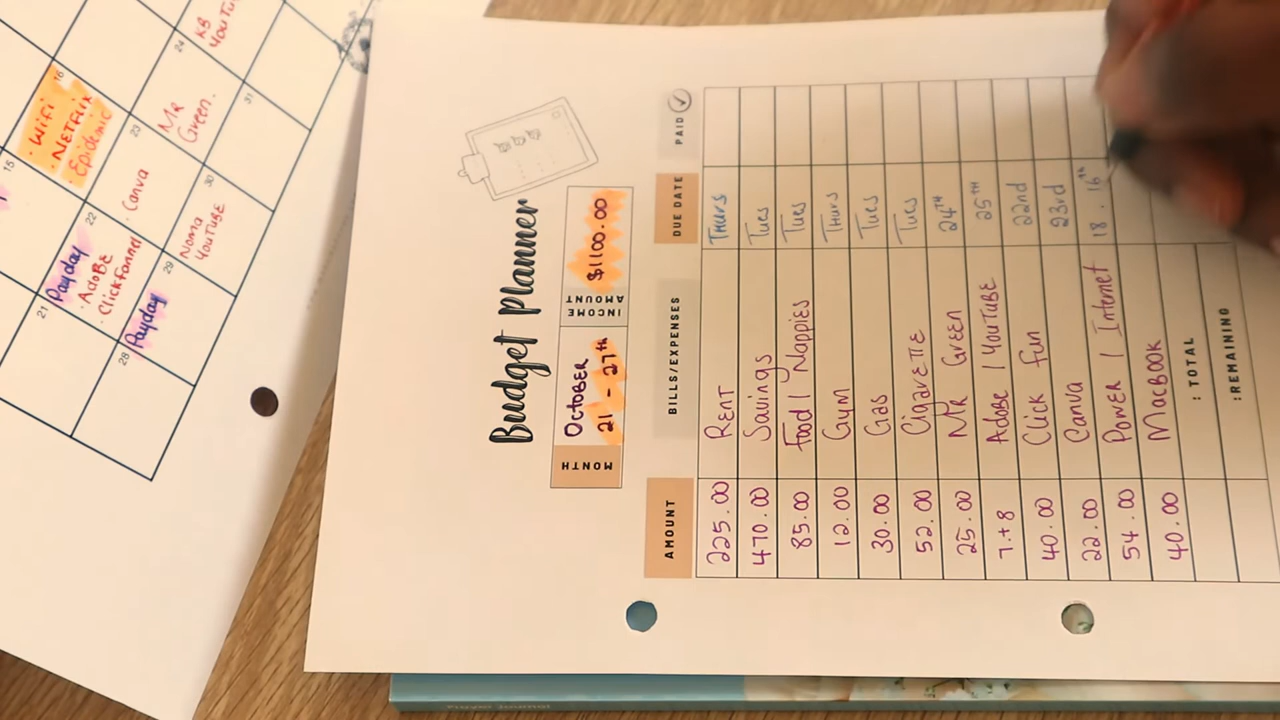 KB
YouTu
24
Mr
Green.
31
16
· Wifi
· NETFLIX
· Epidemic
23
· Canva
30
Noma
YouTUBE
15
22
Payday
· AdoBE
· Clickfunnel
29
21
Payday
28
Budget Planner
MONTH
OCTOBER
21 - 27th
INCOME
AMOUNT
$1100.00
AMOUNT BILLS/EXPENSES DUE DATE PAID
225.00 RENT THURS
470.00 Savings Tues
85.00 Food | Nappies Tues
12.00 Gym THURS
30.00 Gas Tues
52.00 CigarETTE Tues
25.00 Mr GREEN 24TH
7.+8 AdobE | YOUTUBE 25TH
40.00 Click Fun 22nd
22.00 Canva 23rd
54.00 Power | Internet 18. 16th
40.00 MacBOOK
: TOTAL
:REMAINING